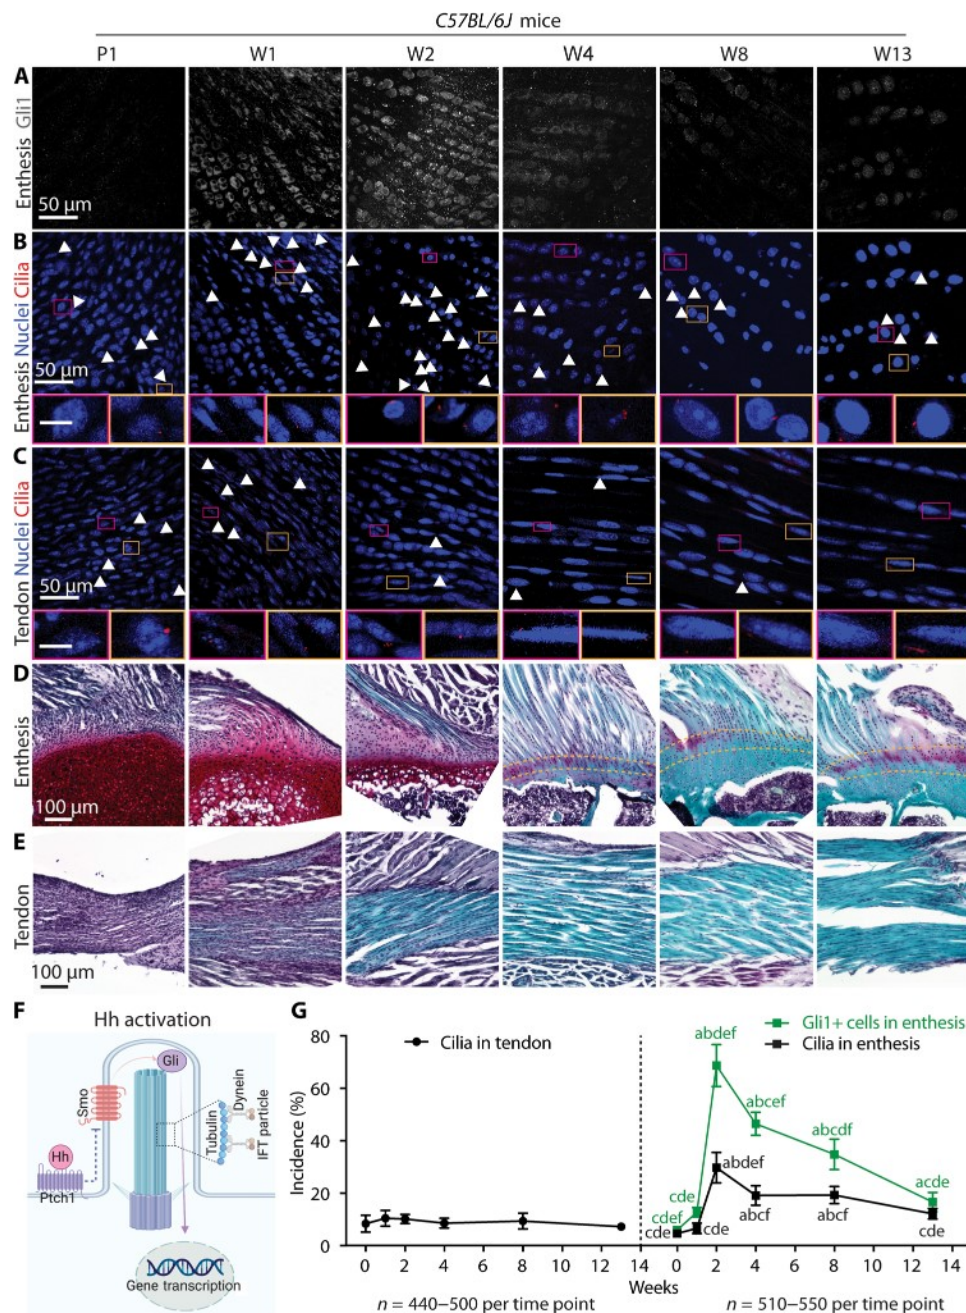 C57BL/6J mice
P1 W1 W2 W4 W8 W13
A
Enthesis Gli1
50 µm
B
Enthesis Nuclei Cilia
50 µm
C
Tendon Nuclei Cilia
50 µm
D
Enthesis
100 µm
E
Tendon
100 µm
F
Hh activation
Gli
Smo
Hh
Ptch1
Tubulin
Dynein
IFT particle
Gene transcription
G
Incidence (%)
80
60
40
20
0
Cilia in tendon
Gli1+ cells in enthesis
Cilia in enthesis
abdef
abcef
abcdf
acde
cde
cdef
abdef
abcf
abcf
cde
cde
cde
0 2 4 6 8 10 12 14 0 2 4 6 8 10 12 14
Weeks
n = 440–500 per time point
n = 510–550 per time point